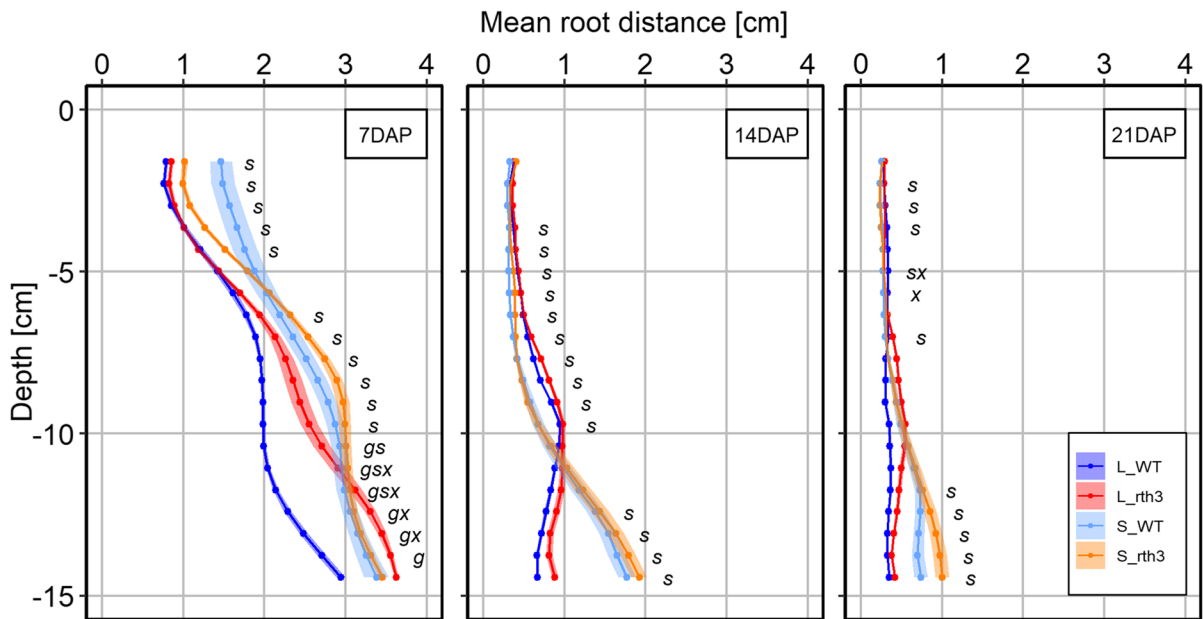 Mean root distance [cm]
0 1 2 3 4
0 1 2 3 4
0 1 2 3 4
Depth [cm]
0
-5
-10
-15
7DAP
s
s
s
s
s
s
s
s
s
s
s
gs
gsx
gsx
gx
gx
g
14DAP
s
s
s
s
s
s
s
s
s
s
s
s
s
s
21DAP
s
s
s
sx
x
s
s
s
s
s
s
L_WT
L_rth3
S_WT
S_rth3